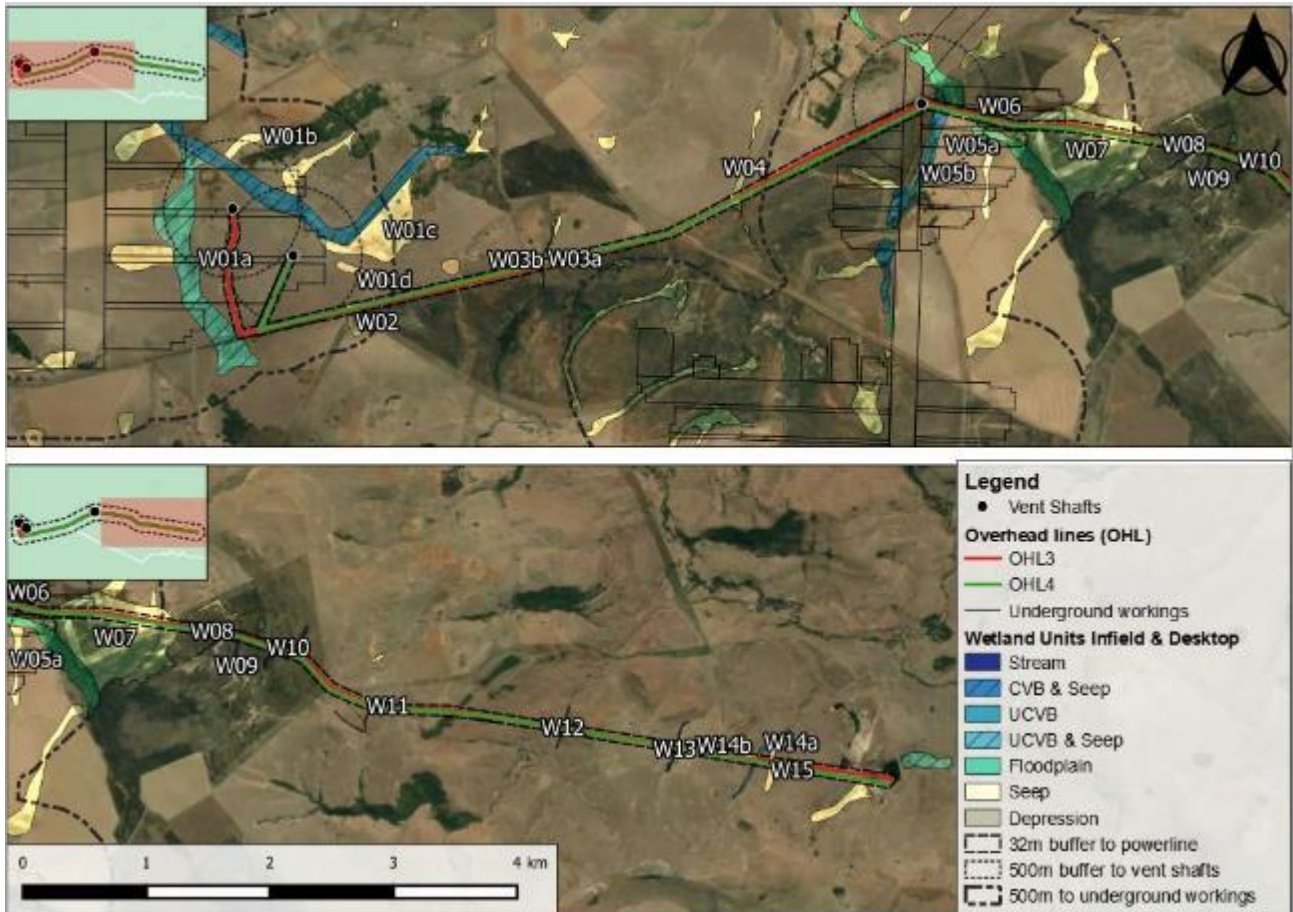 W01b
W01c
W01a
W01d
W02
W03b
W03a
W04
W06
W05a
W05b
W07
W08
W09
W10
W06
W05a
W07
W08
W09
W10
W11
W12
W13
W14b
W14a
W15
0 1 2 3 4 km
Legend
Vent Shafts
Overhead lines (OHL)
OHL3
OHL4
Underground workings
Wetland Units Infield & Desktop
Stream
CVB & Seep
UCVB
UCVB & Seep
Floodplain
Seep
Depression
32m buffer to powerline
500m buffer to vent shafts
500m to underground workings